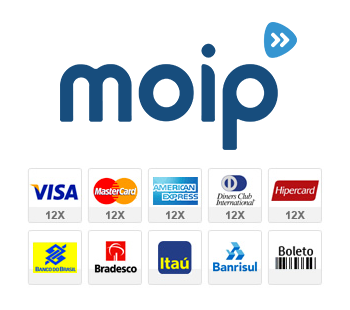 moip
VISA
12X
MasterCard
12X
AMERICAN
EXPRESS
12X
Diners Club
International
12X
Hipercard
12X
BANCO DO BRASIL
Bradesco
Itaú
Banrisul
Boleto